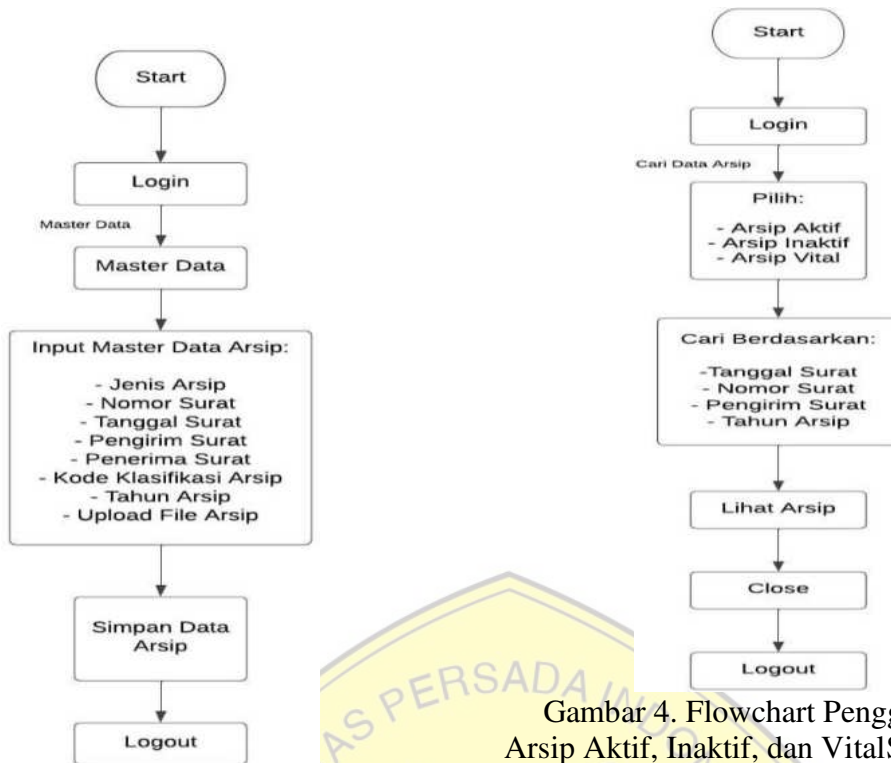 Start
Login
Master Data
Master Data
Input Master Data Arsip:
- Jenis Arsip
- Nomor Surat
- Tanggal Surat
- Pengirim Surat
- Penerima Surat
- Kode Klasifikasi Arsip
- Tahun Arsip
- Upload File Arsip
Simpan Data
Arsip
Logout
Start
Login
Cari Data Arsip
Pilih:
- Arsip Aktif
- Arsip Inaktif
- Arsip Vital
Cari Berdasarkan:
-Tanggal Surat
- Nomor Surat
- Pengirim Surat
- Tahun Arsip
Lihat Arsip
Close
Logout
AS PERSADA
Gambar 4. Flowchart
Arsip Aktif, Inaktif, dan Vital